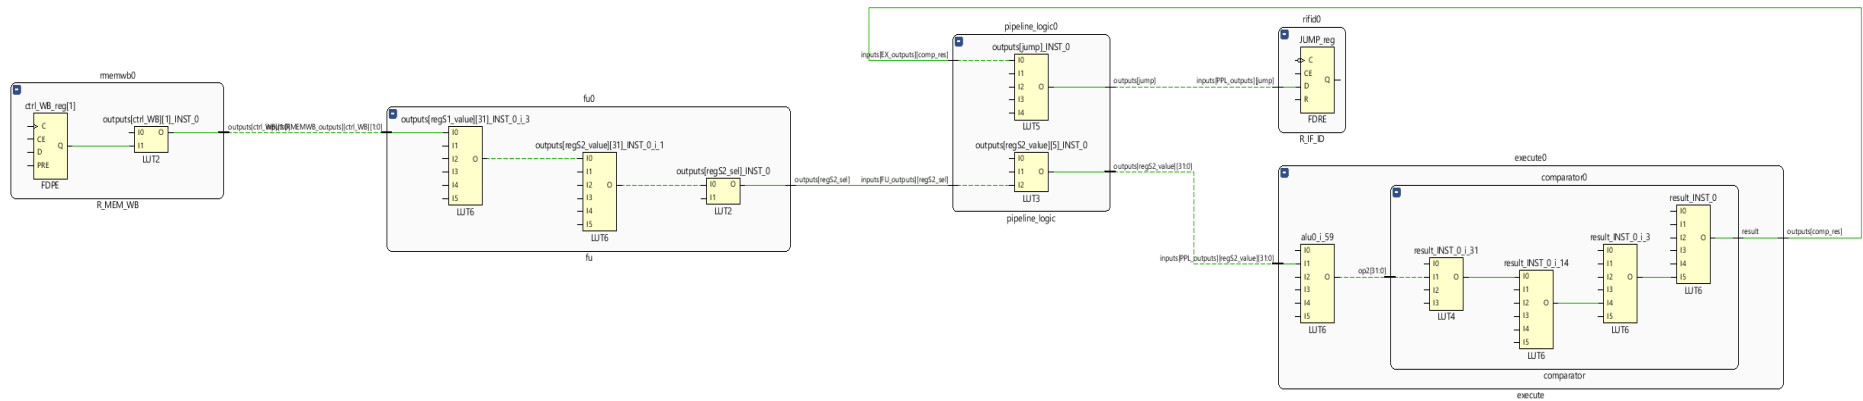 rmemwb0
ctrl_WB_reg[1]
C
CE
D
PRE
Q
FDPE
outputs[ctrl_WB][1]_INST_0
I0
I1
O
LUT2
R_MEM_WB
fu0
outputs[regS1_value][31]_INST_0_i_3
I0
I1
I2
I3
I4
I5
O
LUT6
outputs[regS2_value][31]_INST_0_i_1
I0
I1
I2
I3
I4
I5
O
LUT6
outputs[regS2_sel]_INST_0
I0
I1
O
LUT2
fu
outputs[regS2_sel]
inputs[FU_outputs][regS2_sel]
inputs[EX_outputs][comp_res]
pipeline_logic0
outputs[jump]_INST_0
I0
I1
I2
I3
I4
O
LUT5
outputs[regS2_value][5]_INST_0
I0
I1
I2
O
LUT3
pipeline_logic
outputs[jump]
inputs[PPL_outputs][jump]
outputs[regS2_value][31:0]
inputs[PPL_outputs][regS2_value][31:0]
rifid0
JUMP_reg
C
CE
D
R
Q
FDRE
R_IF_ID
execute0
alu0_i_59
I0
I1
I2
I3
I4
I5
O
LUT6
op2[31:0]
comparator0
result_INST_0_i_31
I0
I1
I2
I3
O
LUT4
result_INST_0_i_14
I0
I1
I2
I3
I4
I5
O
LUT6
result_INST_0_i_3
I0
I1
I2
I3
I4
I5
O
LUT6
result_INST_0
I0
I1
I2
I3
I4
I5
O
LUT6
comparator
result
outputs[comp_res]
execute